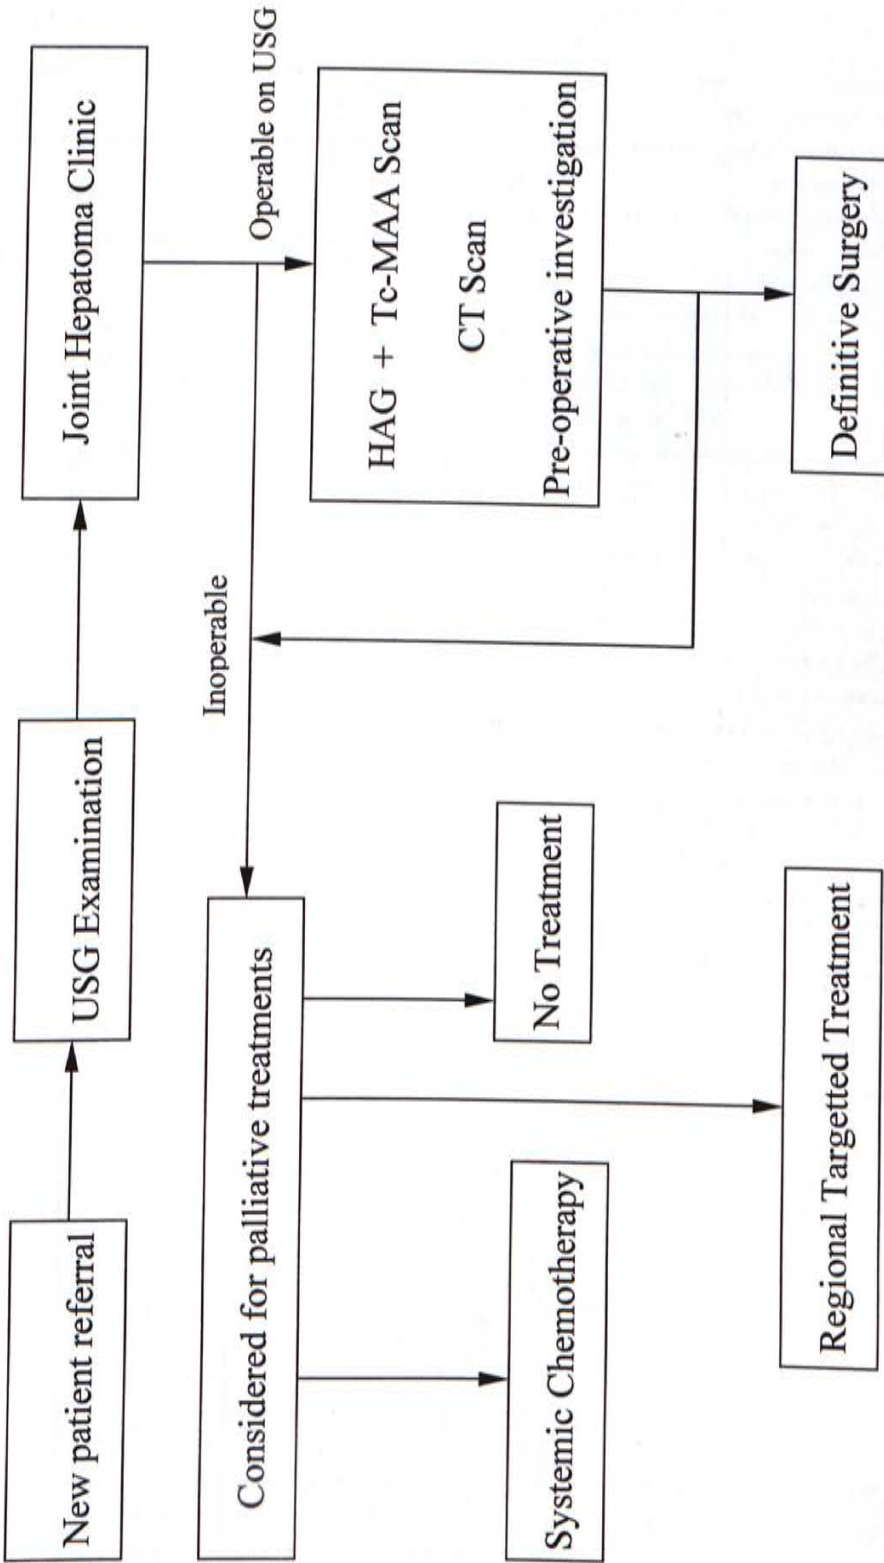 New patient referral
USG Examination
Joint Hepatoma Clinic
Operable on USG
Inoperable
Considered for palliative treatments
HAG + Tc-MAA Scan
CT Scan
Pre-operative investigation
No Treatment
Systemic Chemotherapy
Definitive Surgery
Regional Targetted Treatment